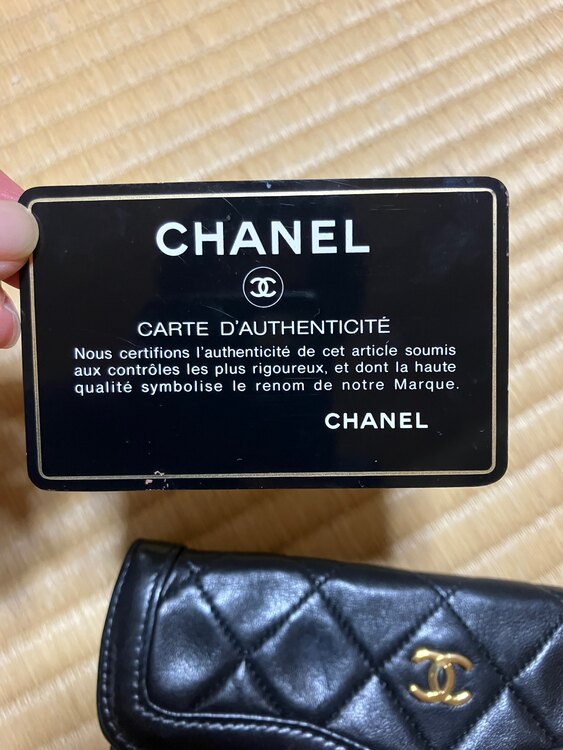 CHANEL
CARTE D'AUTHENTICITÉ
Nous certifions l'authenticité de cet article soumis
aux contrôles les plus rigoureux, et dont la haute
qualité symbolise le renom de notre Marque.
CHANEL